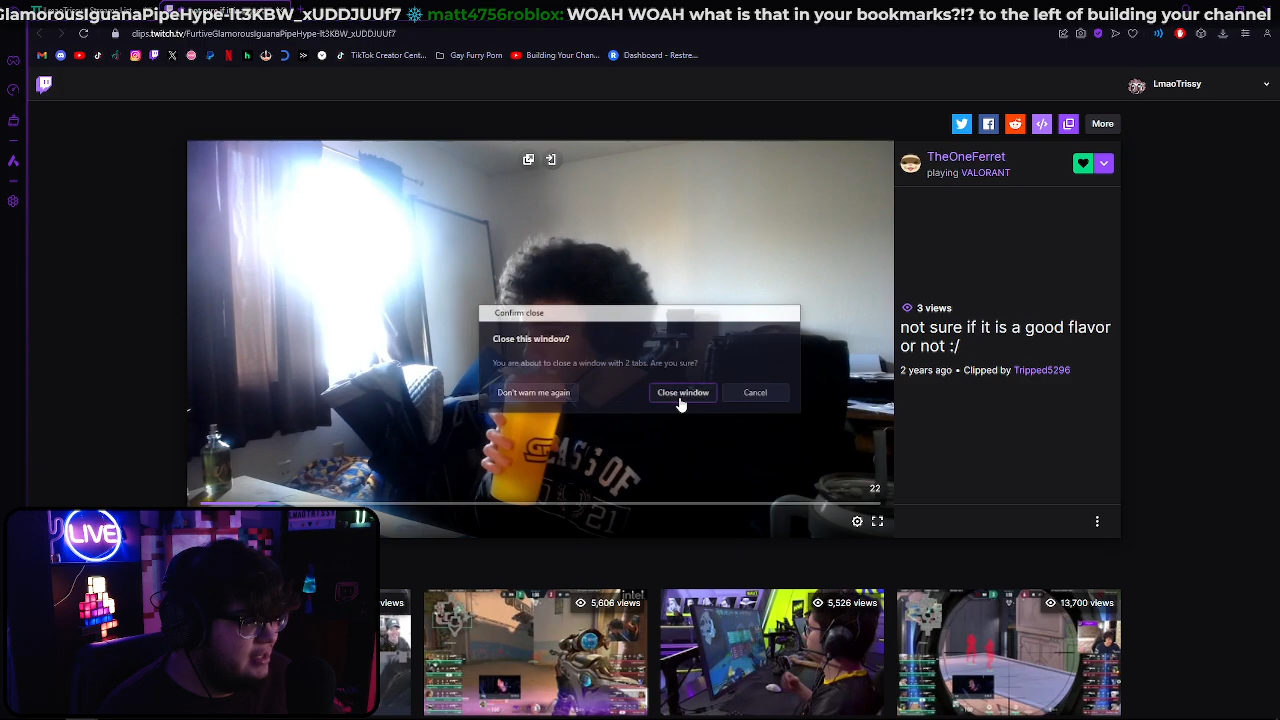 GlamorousIguanaPipeHype-It3KBW_xUDDJUUf7 ❄ matt4756roblox: WOAH WOAH what is that in your bookmarks?!? to the left of building your channel
clips.twitch.tv/FurtiveGlamorousIguanaPipeHype-It3KBW_xUDDJUUf7
TikTok Creator Cent... Gay Furry Porn Building Your Chan... Dashboard - Restre...
LmaoTrissy
More
TheOneFerret
playing VALORANT
Confirm close
Close this window?
You are about to close a window with 2 tabs. Are you sure?
Don't warn me again Close window Cancel
3 views
not sure if it is a good flavor
or not :/
2 years ago • Clipped by Tripped5296
CLASS OF
21
22
LIVE
views
5,606 views
5,526 views
13,700 views
intel